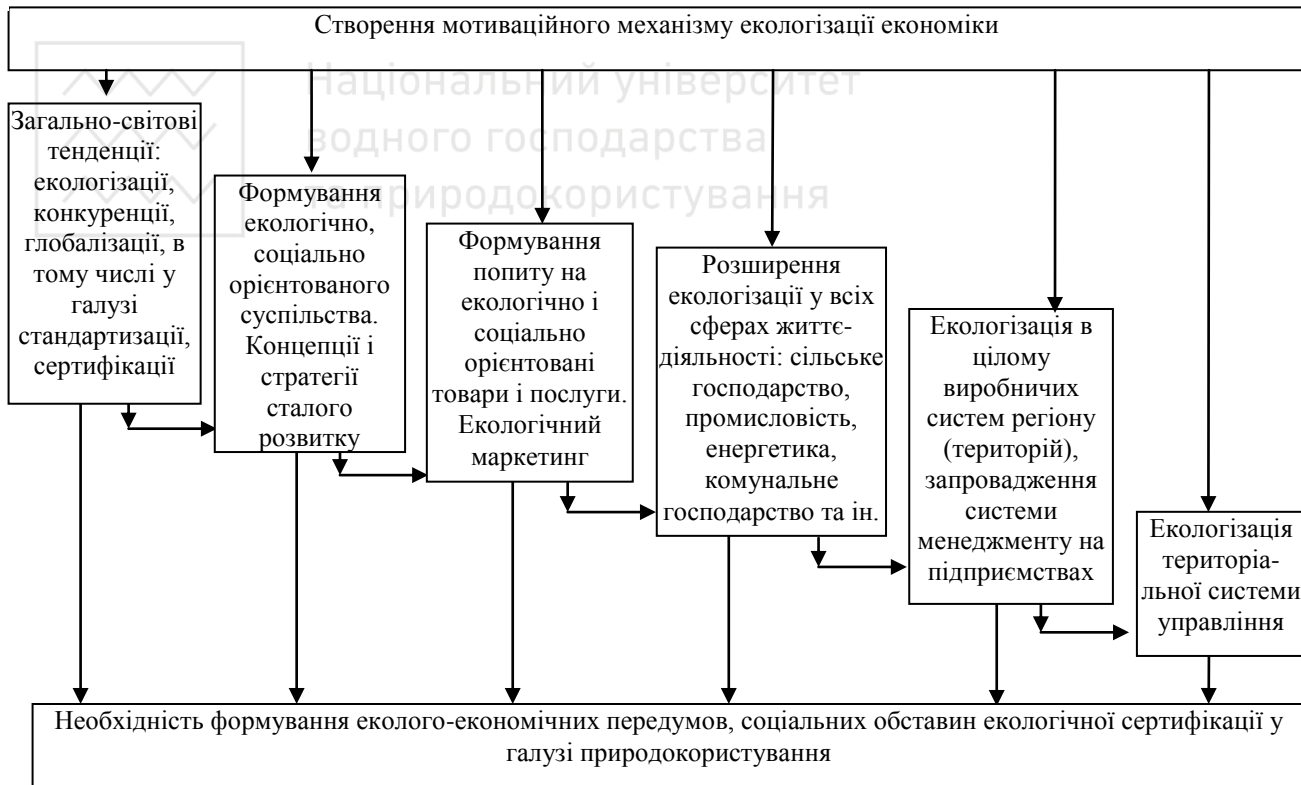 Створення мотиваційного механізму екологізації економіки
Національний університет
водного господарства
та природокористування
Загально-світові
тенденції:
екологізації,
конкуренції,
глобалізації, в
тому числі у
галузі
стандартизації,
сертифікації
Формування
екологічно,
соціально
орієнтованого
суспільства.
Концепції і
стратегії
сталого
розвитку
Формування
попиту на
екологічно і
соціально
орієнтовані
товари і послуги.
Екологічний
маркетинг
Розширення
екологізації у всіх
сферах життє-
діяльності: сільське
господарство,
промисловість,
енергетика,
комунальне
господарство та ін.
Екологізація в
цілому
виробничих
систем регіону
(територій),
запровадження
системи
менеджменту на
підприємствах
Екологізація
територіа-
льної системи
управління
Необхідність формування еколого-економічних передумов, соціальних обставин екологічної сертифікації у
галузі природокористування